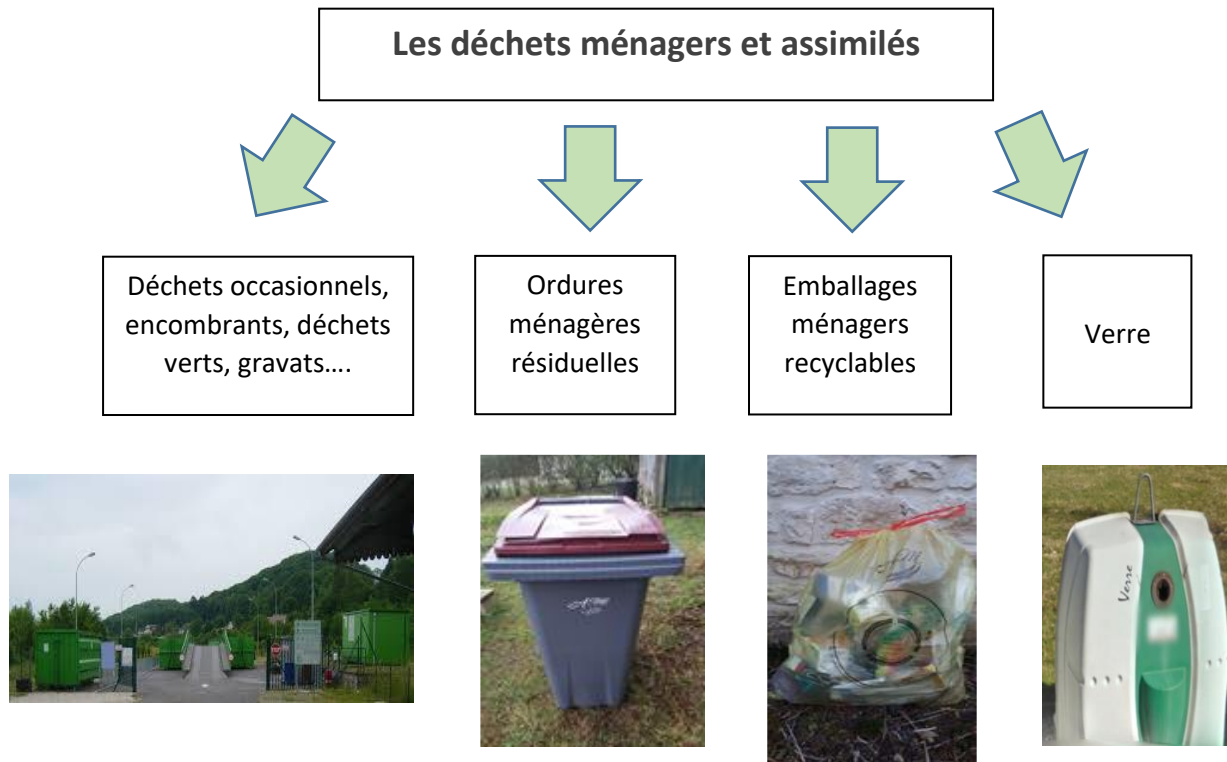 Les déchets ménagers et assimilés
Déchets occasionnels,
encombrants, déchets
verts, gravats….
Ordures
ménagères
résiduelles
Emballages
ménagers
recyclables
Verre
Verre